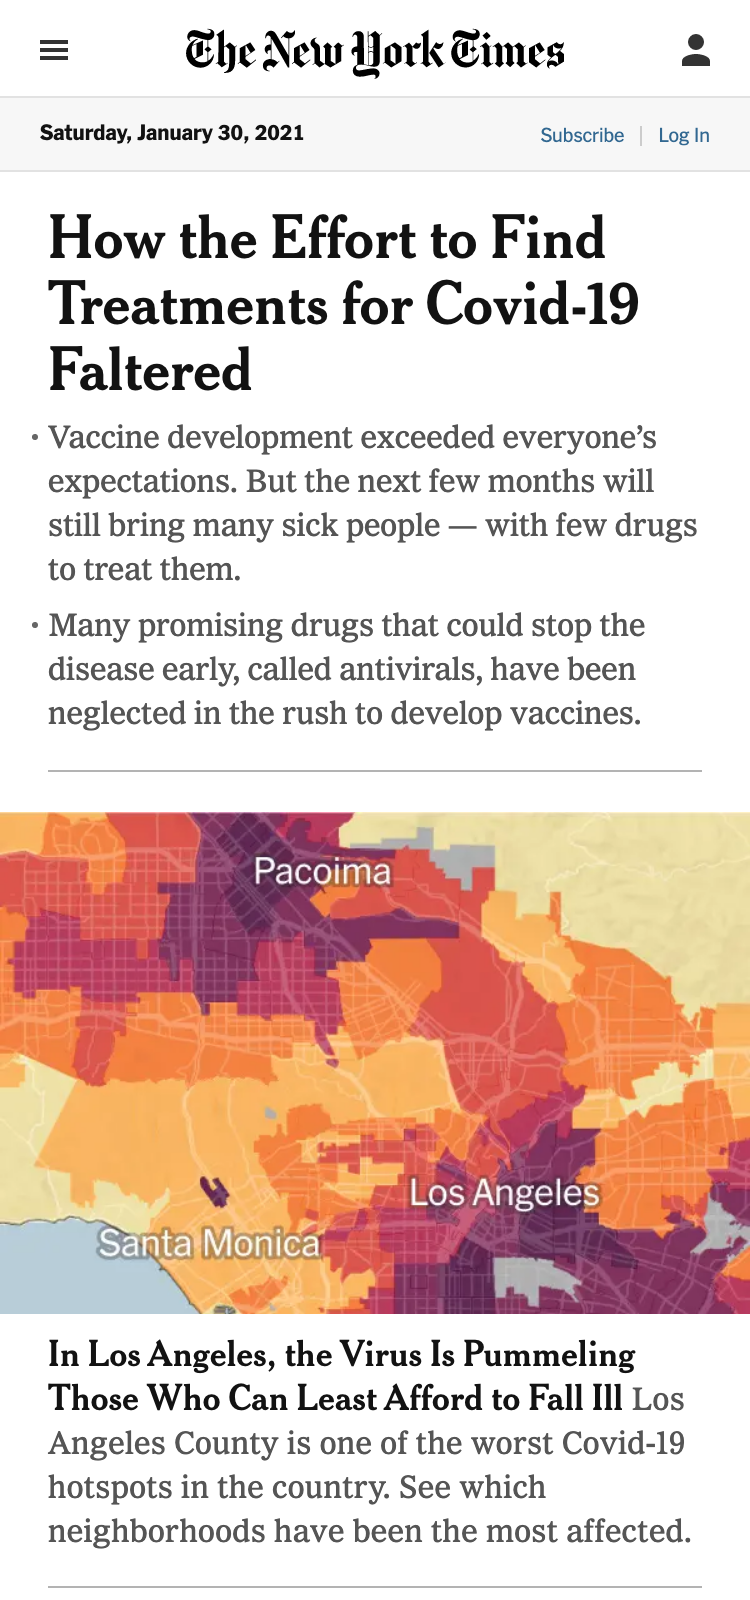 The New York Times
Saturday, January 30, 2021
Subscribe | Log In
How the Effort to Find
Treatments for Covid-19
Faltered
• Vaccine development exceeded everyone’s
expectations. But the next few months will
still bring many sick people — with few drugs
to treat them.
• Many promising drugs that could stop the
disease early, called antivirals, have been
neglected in the rush to develop vaccines.
Pacoima
Los Angeles
Santa Monica
In Los Angeles, the Virus Is Pummeling
Those Who Can Least Afford to Fall Ill Los
Angeles County is one of the worst Covid-19
hotspots in the country. See which
neighborhoods have been the most affected.